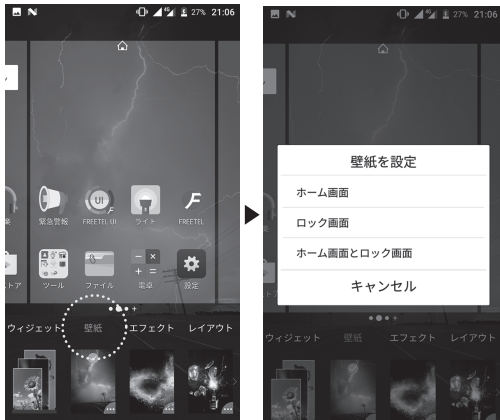 27% 21:06
緊急警報 FREETEL UI ライト FREETEL
ストア ツール ファイル 電卓 設定
ウィジェット 壁紙 エフェクト レイアウト
27% 21:06
壁紙を設定
ホーム画面
ロック画面
ホーム画面とロック画面
キャンセル
ウィジェット 壁紙 エフェクト レイアウト